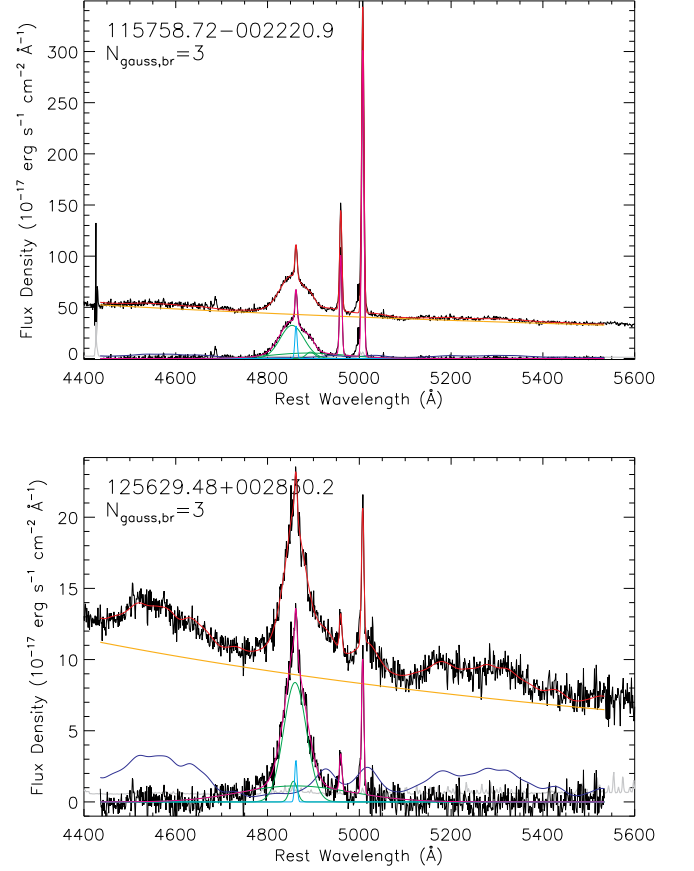 115758.72−002220.9
N_gauss,br=3
Flux Density (10⁻¹⁷ erg s⁻¹ cm⁻² Å⁻¹)
300
250
200
150
100
50
0
4400 4600 4800 5000 5200 5400 5600
Rest Wavelength (Å)
125629.48+002830.2
N_gauss,br=3
Flux Density (10⁻¹⁷ erg s⁻¹ cm⁻² Å⁻¹)
20
15
10
5
0
4400 4600 4800 5000 5200 5400 5600
Rest Wavelength (Å)